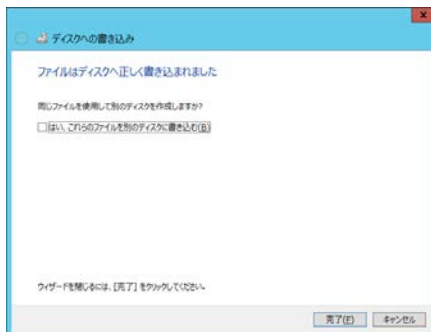 ディスクへの書き込み
ファイルはディスクへ正しく書き込まれました
同じファイルを使用して別のディスクを作成しますか?
はい、これらのファイルを別のディスクに書き込む(B)
ウィザードを閉じるには、[完了] をクリックしてください。
完了(F) キャンセル